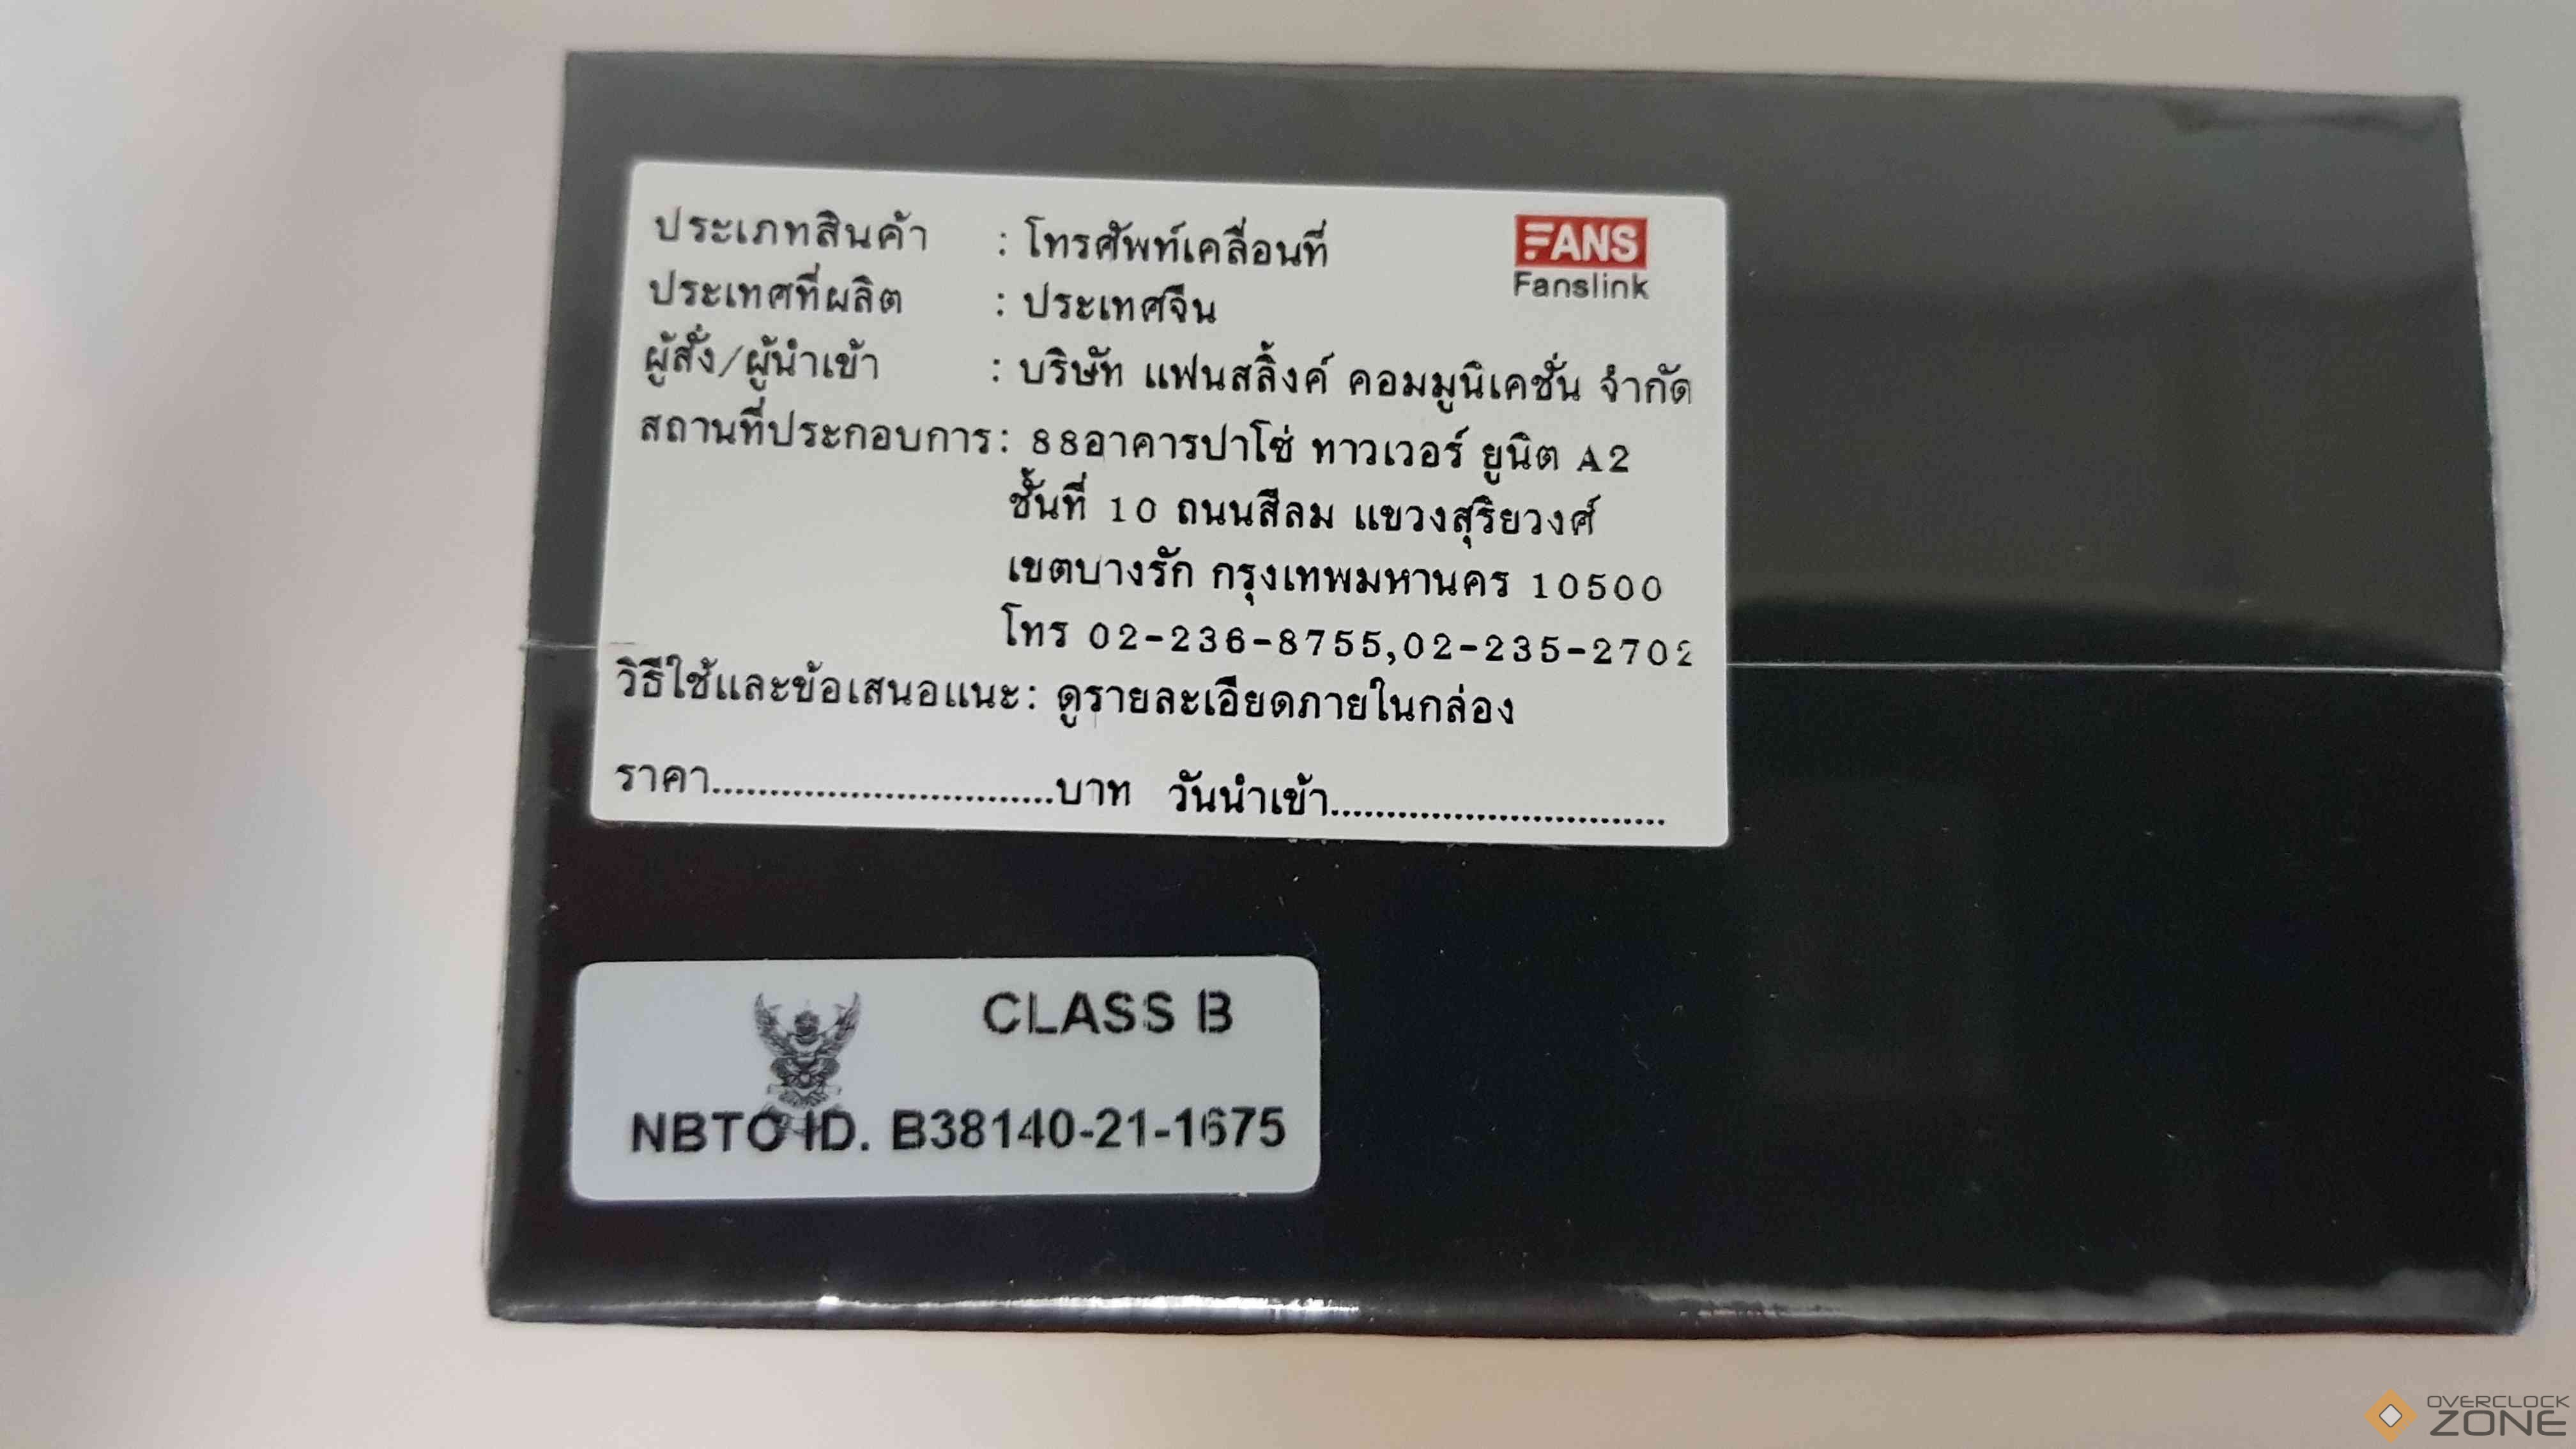 FANS
Fanslink
ประเภทสินค้า : โทรศัพท์เคลื่อนที่
ประเทศที่ผลิต : ประเทศจีน
ผู้สั่ง/ผู้นำเข้า : บริษัท แฟนสลิ้งค์ คอมมูนิเคชั่น จำกัด
สถานที่ประกอบการ: 88อาคารปาโซ่ ทาวเวอร์ ยูนิต A2
ชั้นที่ 10 ถนนสีลม แขวงสุริยวงศ์
เขตบางรัก กรุงเทพมหานคร 10500
โทร 02-236-8755,02-235-2702
วิธีใช้และข้อเสนอแนะ: ดูรายละเอียดภายในกล่อง
ราคา..............................บาท วันนำเข้า..............................
CLASS B
NBTC ID. B38140-21-1675
OVERCLOCK
ZONE